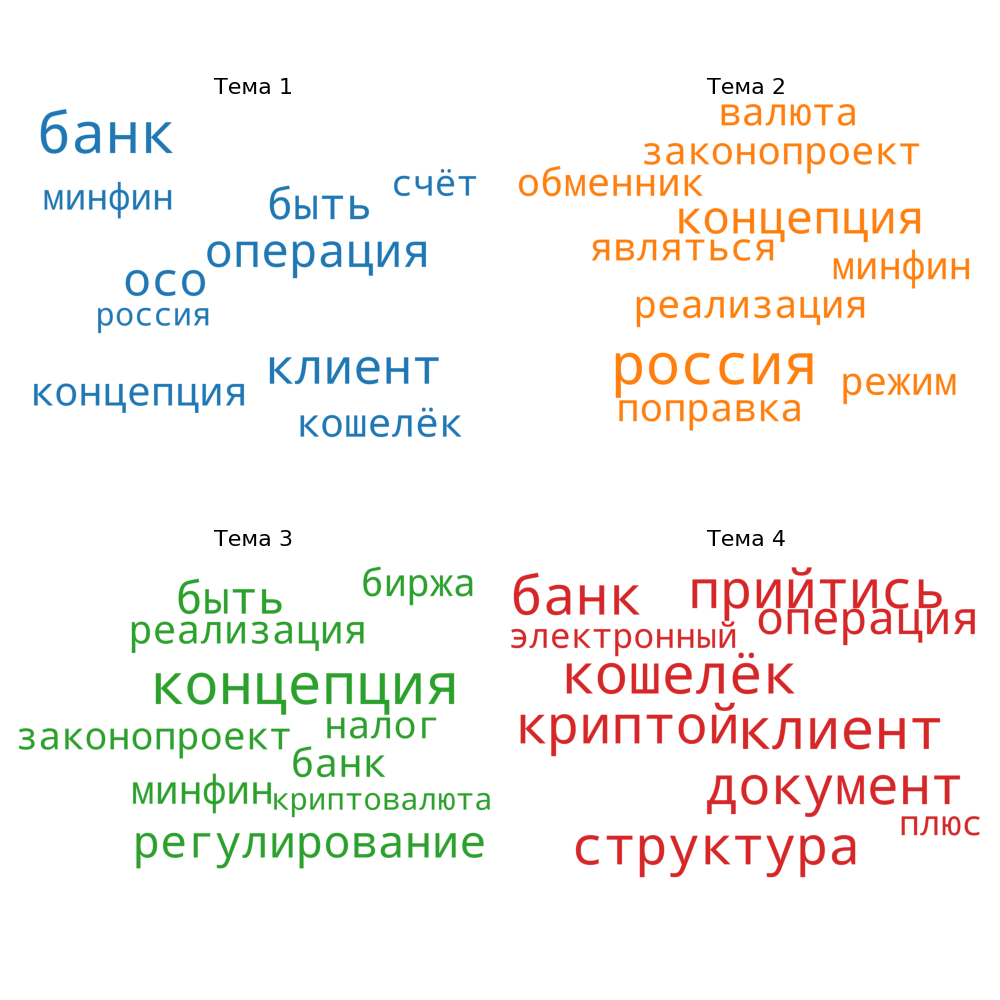 Тема 1
банк
минфин
счёт
быть
операция
осо
россия
клиент
концепция
кошелёк
Тема 2
валюта
законопроект
обменник
концепция
являться
минфин
реализация
россия
режим
поправка
Тема 3
биржа
быть
реализация
концепция
налог
законопроект
банк
минфин
криптовалюта
регулирование
Тема 4
прийтись
банк
операция
электронный
кошелёк
криптой
клиент
документ
плюс
структура